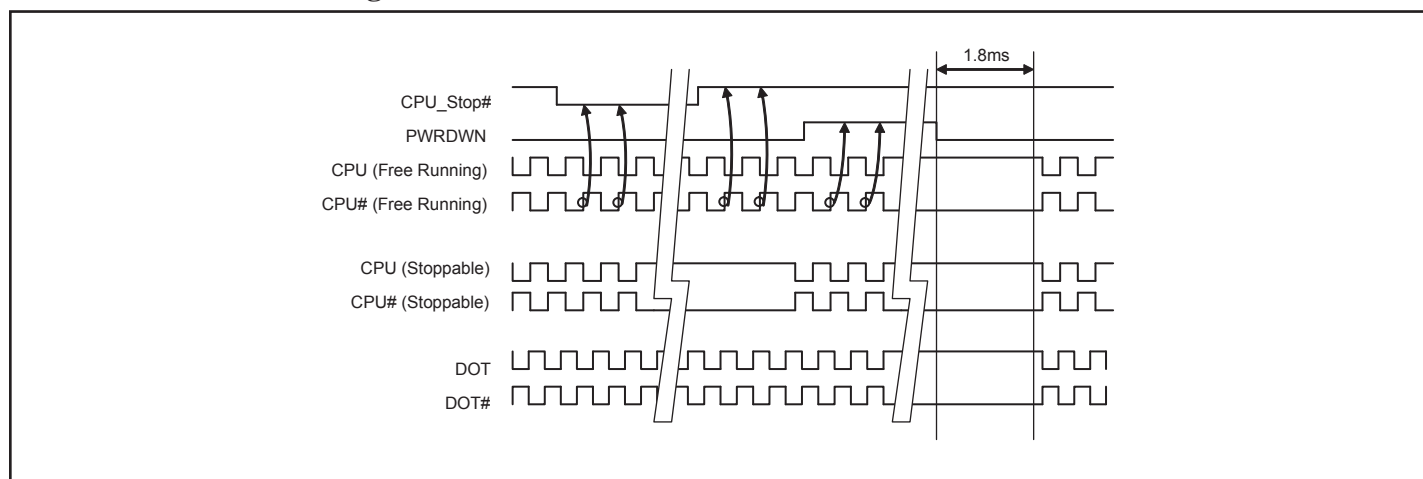 1.8ms
CPU_Stop#
PWRDWN
CPU (Free Running)
CPU# (Free Running)
CPU (Stoppable)
CPU# (Stoppable)
DOT
DOT#